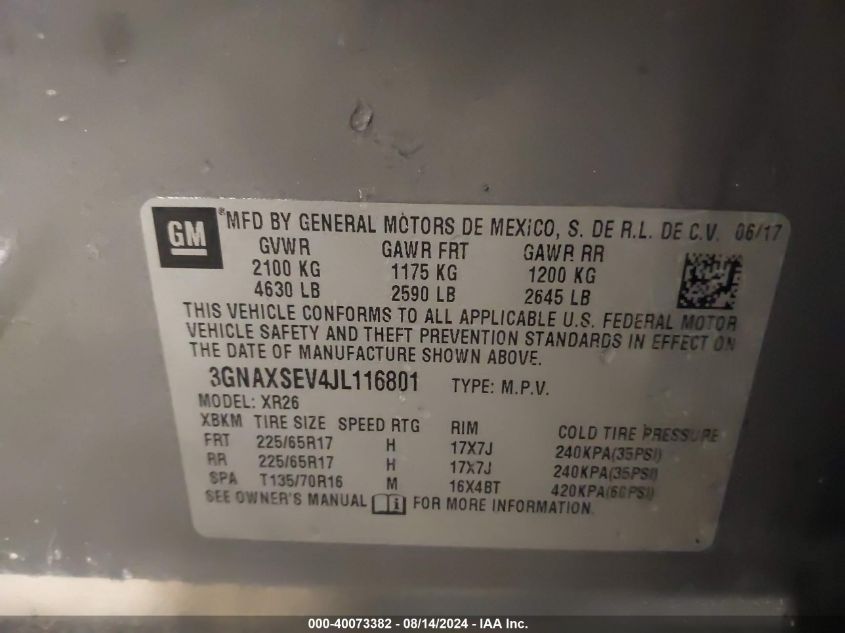 GM
®MFD BY GENERAL MOTORS DE MEXICO, S. DE R.L. DE C.V. 06/17
GVWR GAWR FRT GAWR RR
2100 KG 1175 KG 1200 KG
4630 LB 2590 LB 2645 LB
THIS VEHICLE CONFORMS TO ALL APPLICABLE U.S. FEDERAL MOTOR
VEHICLE SAFETY AND THEFT PREVENTION STANDARDS IN EFFECT ON
THE DATE OF MANUFACTURE SHOWN ABOVE.
3GNAXSEV4JL116801 TYPE: M.P.V.
MODEL: XR26
XBKM TIRE SIZE SPEED RTG RIM COLD TIRE PRESSURE
FRT 225/65R17 H 17X7J 240KPA(35PSI)
RR 225/65R17 H 17X7J 240KPA(35PSI)
SPA T135/70R16 M 16X4BT 420KPA(60PSI)
SEE OWNER'S MANUAL i FOR MORE INFORMATION.
000-40073382 - 08/14/2024 - IAA Inc.